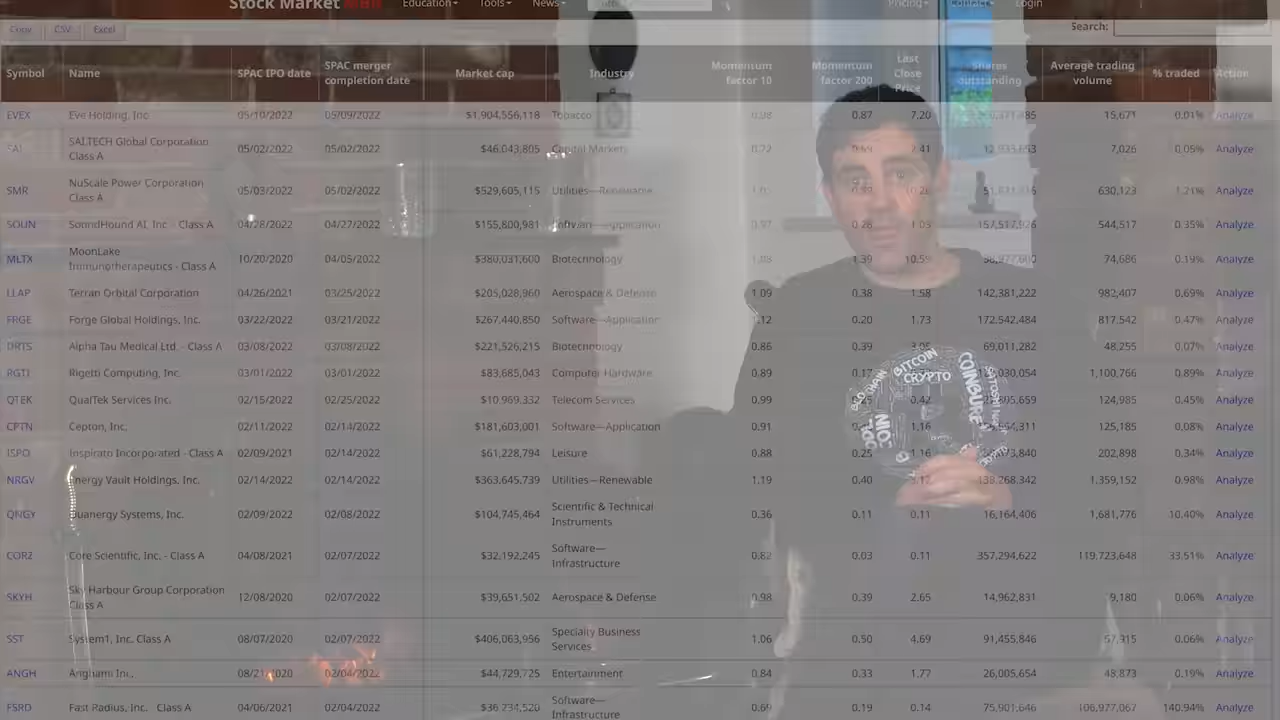 Stock Market
Education Tools News Pricing Contact Login
Copy CSV Excel Search:
Symbol Name SPAC IPO date SPAC merger completion date Market cap Industry Momentum factor 10 Momentum factor 200 Last Close Price Shares outstanding Average trading volume % traded Action
EVEX Eve Holding, Inc 05/10/2022 05/09/2022 $1,904,556,118 Tobacco 0.87 7.20 15,671 0.01% Analyze
SAITECH Global Corporation Class A 05/02/2022 05/02/2022 $46,043,805 Capital Markets 0.72 7,026 0.05% Analyze
SMR NuScale Power Corporation Class A 05/03/2022 05/02/2022 $529,605,115 Utilities—Renewable 630,123 1.21% Analyze
SOUN SoundHound AI, Inc - Class A 04/28/2022 04/27/2022 $155,800,981 Software—Application 0.97 0.28 157,517,926 544,517 0.35% Analyze
MLTX MoonLake Immunotherapeutics - Class A 10/20/2020 04/05/2022 $380,031,600 Biotechnology 1.39 10.59 74,686 0.19% Analyze
LLAP Terran Orbital Corporation 04/26/2021 03/25/2022 $205,028,960 Aerospace & Defense 1.09 0.38 1.58 142,381,222 982,407 0.69% Analyze
FRGE Forge Global Holdings, Inc. 03/22/2022 03/21/2022 $267,440,850 Software—Application 0.20 1.73 172,542,484 817,542 0.47% Analyze
DRTS Alpha Tau Medical Ltd. - Class A 03/08/2022 03/08/2022 $221,526,215 Biotechnology 0.86 0.39 69,011,282 48,255 0.07% Analyze
RGTI Rigetti Computing, Inc. 03/01/2022 03/01/2022 $83,685,043 Computer Hardware 0.89 1,100,766 0.89% Analyze
QTEK QualTek Services Inc. 02/15/2022 02/25/2022 $10,969,332 Telecom Services 0.99 0.42 124,985 0.45% Analyze
CPTN Cepton, Inc. 02/11/2022 02/14/2022 $181,603,001 Software—Application 0.91 1.16 125,185 0.08% Analyze
ISPO Inspirato Incorporated - Class A 02/09/2021 02/14/2022 $61,228,794 Leisure 0.88 0.25 1.16 202,898 0.34% Analyze
NRGV Energy Vault Holdings, Inc. 02/14/2022 02/14/2022 $363,645,739 Utilities—Renewable 1.19 0.40 138,268,342 1,359,152 0.98% Analyze
QNGY Quanergy Systems, Inc. 02/09/2022 02/08/2022 $104,745,464 Scientific & Technical Instruments 0.36 0.11 0.11 16,164,406 1,681,776 10.40% Analyze
CORZ Core Scientific, Inc. - Class A 04/08/2021 02/07/2022 $32,192,245 Software—Infrastructure 0.82 0.03 0.11 357,294,622 119,723,648 33.51% Analyze
SKYH Sky Harbour Group Corporation Class A 12/08/2020 02/07/2022 $39,651,502 Aerospace & Defense 0.98 0.39 2.65 14,962,831 9,180 0.06% Analyze
SST System1, Inc. Class A 08/07/2020 02/07/2022 $406,063,956 Specialty Business Services 1.06 0.50 4.69 91,455,846 57,915 0.06% Analyze
ANGH Anghami Inc. 08/21/2020 02/04/2022 $44,729,725 Entertainment 0.84 0.33 1.77 26,005,654 48,873 0.19% Analyze
FSRD Fast Radius, Inc. Class A 04/06/2021 02/04/2022 Software—Infrastructure 0.69 0.19 0.14 75,901,646 106,977,067 140.94% Analyze
BITCOIN
CRYPTO
COINBUREAU